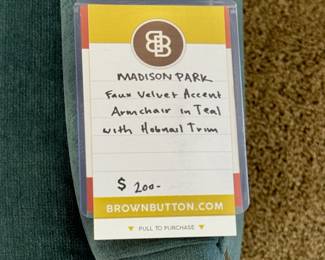 BB
MADISON PARK
Faux Velvet Accent
Armchair in Teal
with Hobnail Trim
$ 200-
BROWNBUTTON.COM
▼ PULL TO PURCHASE ▼